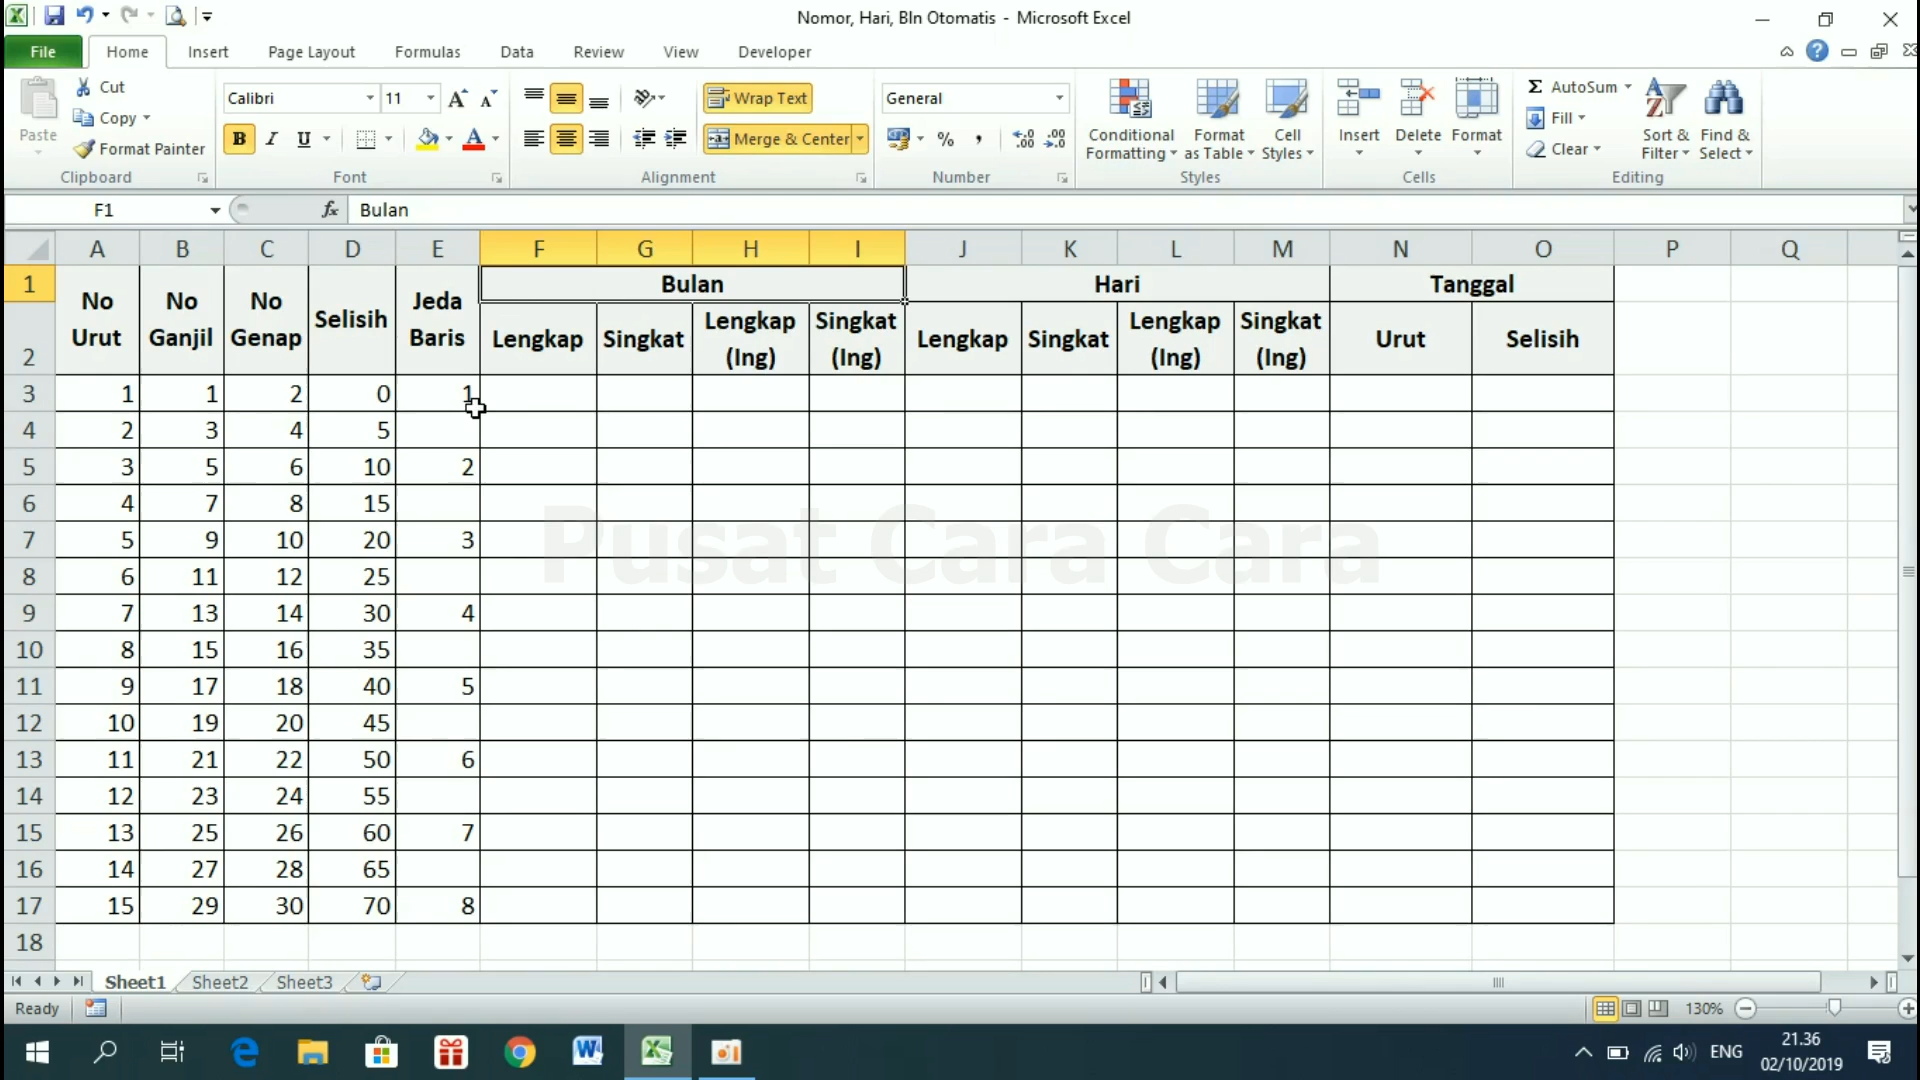 Nomor, Hari, Bln Otomatis - Microsoft Excel
File Home Insert Page Layout Formulas Data Review View Developer
Paste
Cut
Copy
Format Painter
Clipboard
Calibri 11
B I U
Font
Wrap Text
Merge & Center
Alignment
General
%
Number
Conditional Formatting
Format as Table
Cell Styles
Styles
Insert Delete Format
Cells
Σ AutoSum
Fill
Clear
Sort & Filter
Find & Select
Editing
F1 fx Bulan
A B C D E F G H I J K L M N O P Q
1 No Urut No Ganjil No Genap Selisih Jeda Baris Bulan Hari Tanggal
2 Lengkap Singkat Lengkap (Ing) Singkat (Ing) Lengkap Singkat Lengkap (Ing) Singkat (Ing) Urut Selisih
3 1 1 2 0 1
4 2 3 4 5
5 3 5 6 10 2
6 4 7 8 15
7 5 9 10 20 3
8 6 11 12 25
9 7 13 14 30 4
10 8 15 16 35
11 9 17 18 40 5
12 10 19 20 45
13 11 21 22 50 6
14 12 23 24 55
15 13 25 26 60 7
16 14 27 28 65
17 15 29 30 70 8
18
Pusat Cara Cara
Sheet1 Sheet2 Sheet3
Ready 130%
ENG
21.36
02/10/2019